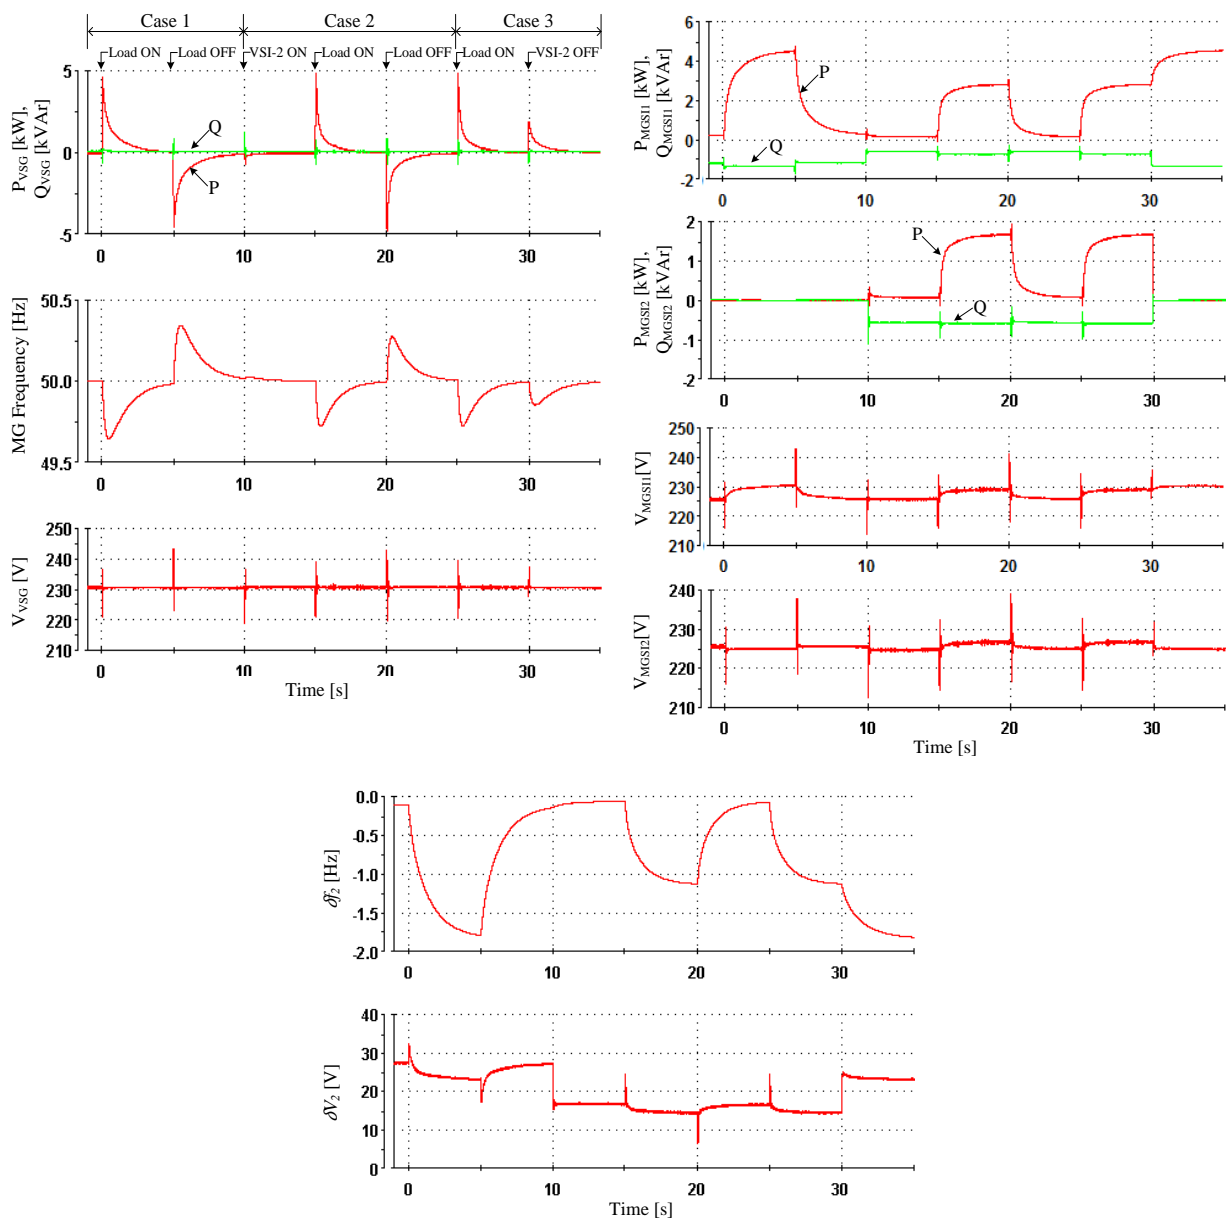 Case 1 Case 2 Case 3
Load ON Load OFF VSI-2 ON Load ON Load OFF Load ON VSI-2 OFF
P_VSG [kW],
Q_VSG [kVAr]
5
0
-5
Q
P
0 10 20 30
MG Frequency [Hz]
50.5
50.0
49.5
0 10 20 30
V_VSG [V]
250
240
230
220
210
0 10 20 30
Time [s]
P_MGSI1 [kW],
Q_MGSI1 [kVAr]
6
4
2
0
-2
P
Q
0 10 20 30
P_MGSI2 [kW],
Q_MGSI2 [kVAr]
2
1
0
-1
-2
P
Q
0 10 20 30
V_MGSI1[V]
250
240
230
220
210
0 10 20 30
V_MGSI2[V]
240
230
220
210
0 10 20 30
Time [s]
δf₂ [Hz]
0.0
-0.5
-1.0
-1.5
-2.0
0 10 20 30
δV₂ [V]
40
30
20
10
0
0 10 20 30
Time [s]